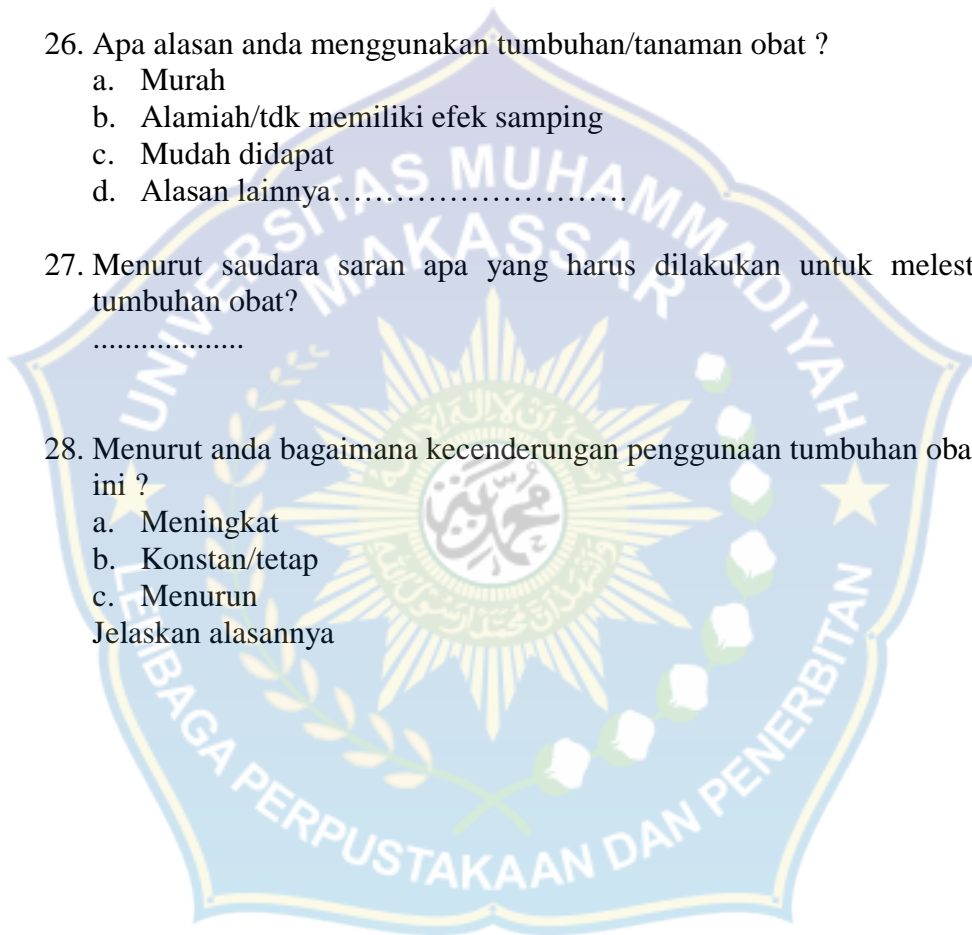 26. Apa alasan anda menggunakan tumbuhan/tanaman obat ?
a. Murah
b. Alamiah/tdk memiliki efek samping
c. Mudah didapat
d. Alasan lainnya…………………………
27. Menurut saudara saran apa yang harus dilakukan untuk melest
tumbuhan obat?
...................
28. Menurut anda bagaimana kecenderungan penggunaan tumbuhan oba
ini ?
a. Meningkat
b. Konstan/tetap
c. Menurun
Jelaskan alasannya
UNIVERSITAS MUHAMMADIYAH
MAKASSAR
LEMBAGA PERPUSTAKAAN DAN PENERBITAN